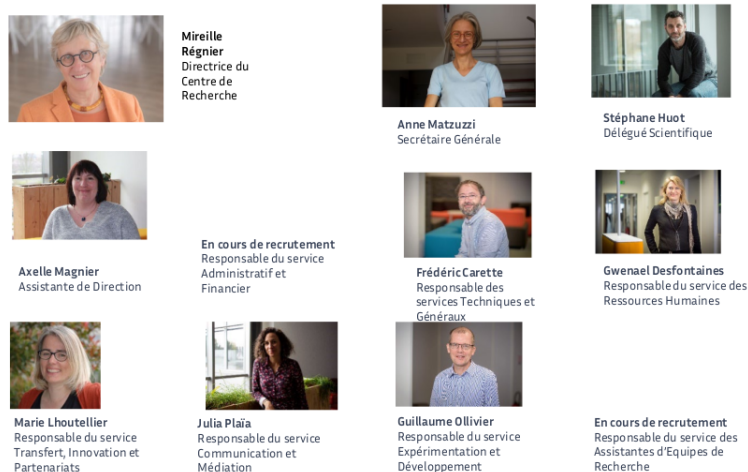 Mireille
Régnier
Directrice du
Centre de
Recherche
Anne Matzuzzi
Secrétaire Générale
Stéphane Huot
Délégué Scientifique
Axelle Magnier
Assistante de Direction
En cours de recrutement
Responsable du service
Administratif et
Financier
Frédéric Carette
Responsable des
services Techniques et
Généraux
Gwenael Desfontaines
Responsable du service des
Ressources Humaines
Marie Lhoutellier
Responsable du service
Transfert, Innovation et
Partenariats
Julia Plaïa
Responsable du service
Communication et
Médiation
Guillaume Ollivier
Responsable du service
Expérimentation et
Développement
En cours de recrutement
Responsable du service des
Assistantes d'Equipes de
Recherche